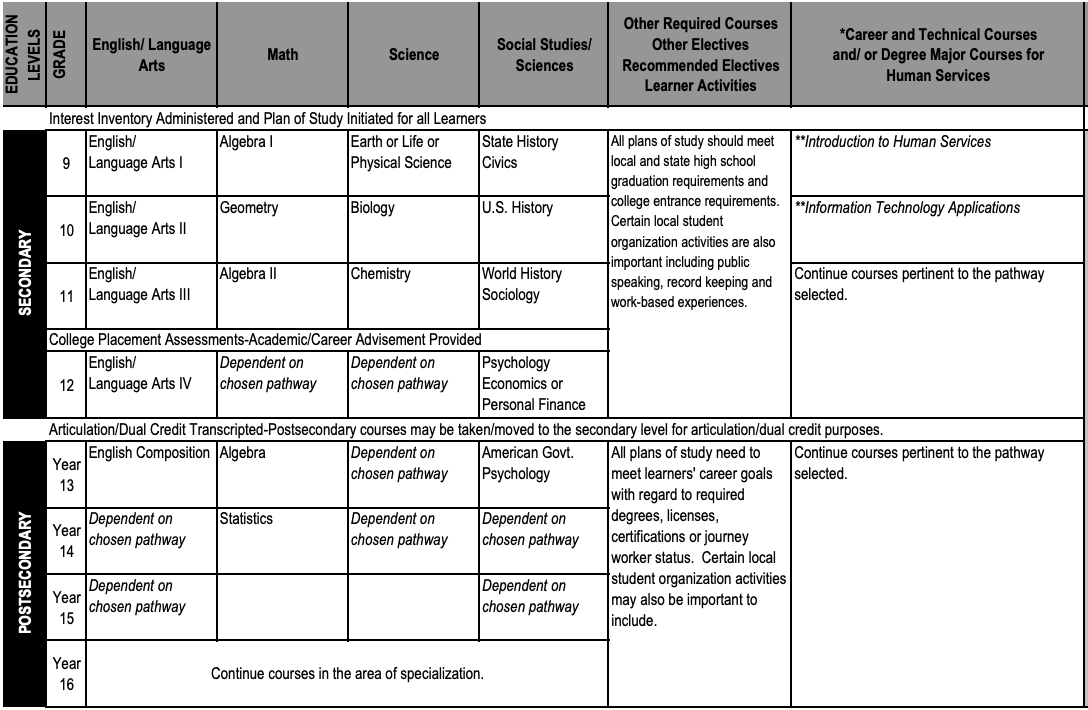 EDUCATION
LEVELS
GRADE
English/ Language
Arts
Math
Science
Social Studies/
Sciences
Other Required Courses
Other Electives
Recommended Electives
Learner Activities
*Career and Technical Courses
and/ or Degree Major Courses for
Human Services
Interest Inventory Administered and Plan of Study Initiated for all Learners
SECONDARY
9
English/
Language Arts I
Algebra I
Earth or Life or
Physical Science
State History
Civics
All plans of study should meet
local and state high school
graduation requirements and
college entrance requirements.
Certain local student
organization activities are also
important including public
speaking, record keeping and
work-based experiences.
**Introduction to Human Services
10
English/
Language Arts II
Geometry
Biology
U.S. History
**Information Technology Applications
11
English/
Language Arts III
Algebra II
Chemistry
World History
Sociology
Continue courses pertinent to the pathway
selected.
College Placement Assessments-Academic/Career Advisement Provided
12
English/
Language Arts IV
Dependent on
chosen pathway
Dependent on
chosen pathway
Psychology
Economics or
Personal Finance
Articulation/Dual Credit Transcripted-Postsecondary courses may be taken/moved to the secondary level for articulation/dual credit purposes.
POSTSECONDARY
Year
13
English Composition
Algebra
Dependent on
chosen pathway
American Govt.
Psychology
All plans of study need to
meet learners' career goals
with regard to required
degrees, licenses,
certifications or journey
worker status.  Certain local
student organization activities
may also be important to
include.
Continue courses pertinent to the pathway
selected.
Year
14
Dependent on
chosen pathway
Statistics
Dependent on
chosen pathway
Dependent on
chosen pathway
Year
15
Dependent on
chosen pathway
Dependent on
chosen pathway
Year
16
Continue courses in the area of specialization.